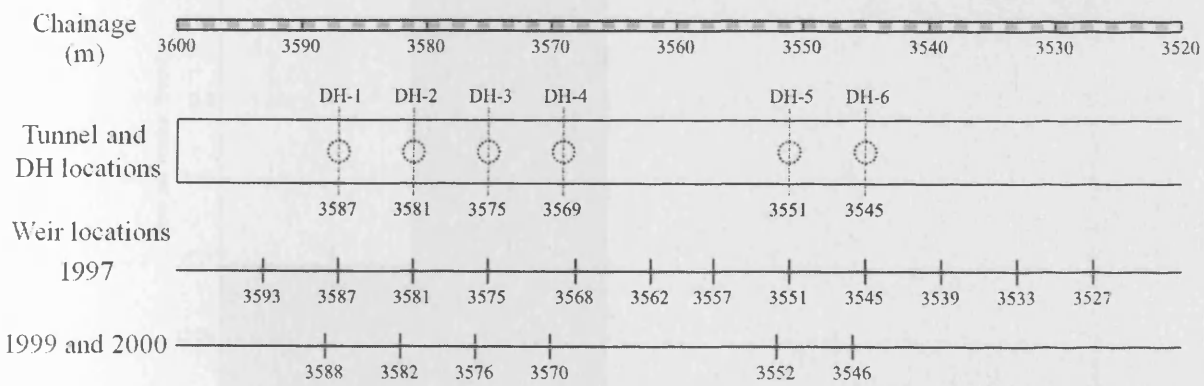 Chainage
(m)
3600 3590 3580 3570 3560 3550 3540 3530 3520
DH-1 DH-2 DH-3 DH-4 DH-5 DH-6
Tunnel and
DH locations
3587 3581 3575 3569 3551 3545
Weir locations
1997
3593 3587 3581 3575 3568 3562 3557 3551 3545 3539 3533 3527
1999 and 2000
3588 3582 3576 3570 3552 3546